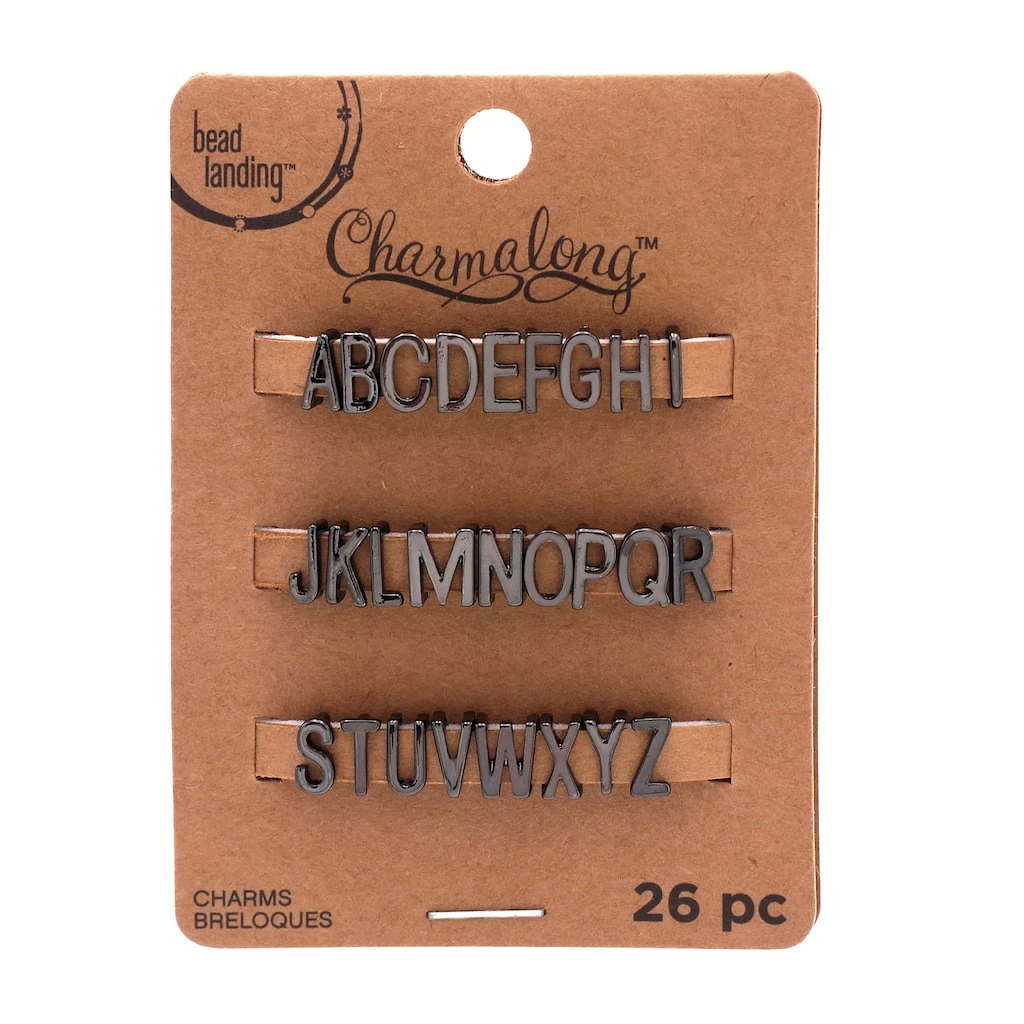 bead
landing™
Charmalong™
ABCDEFGHI
JKLMNOPQR
STUVWXYZ
CHARMS
BRELOQUES
26 pc